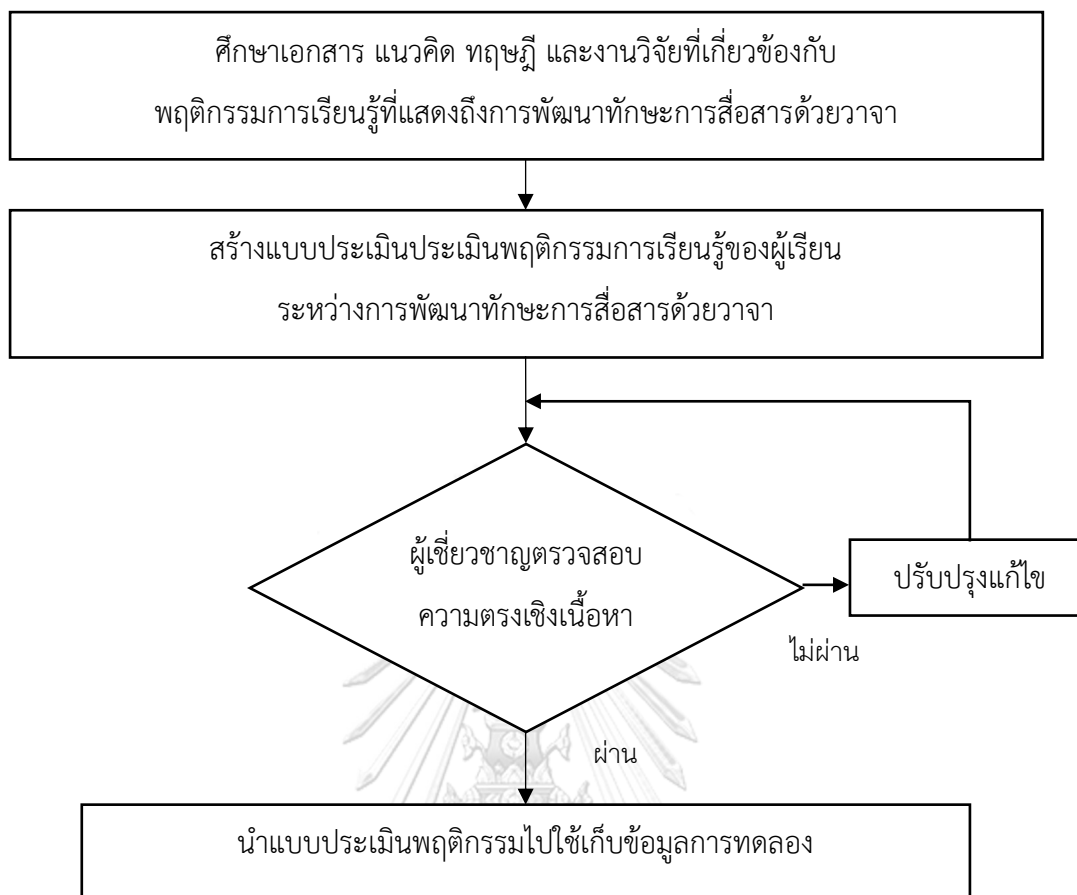 ศึกษาเอกสาร แนวคิด ทฤษฎี และงานวิจัยที่เกี่ยวข้องกับ
พฤติกรรมการเรียนรู้ที่แสดงถึงการพัฒนาทักษะการสื่อสารด้วยวาจา
สร้างแบบประเมินประเมินพฤติกรรมการเรียนรู้ของผู้เรียน
ระหว่างการพัฒนาทักษะการสื่อสารด้วยวาจา
ผู้เชี่ยวชาญตรวจสอบ
ความตรงเชิงเนื้อหา
ปรับปรุงแก้ไข
ไม่ผ่าน
ผ่าน
นำแบบประเมินพฤติกรรมไปใช้เก็บข้อมูลการทดลอง